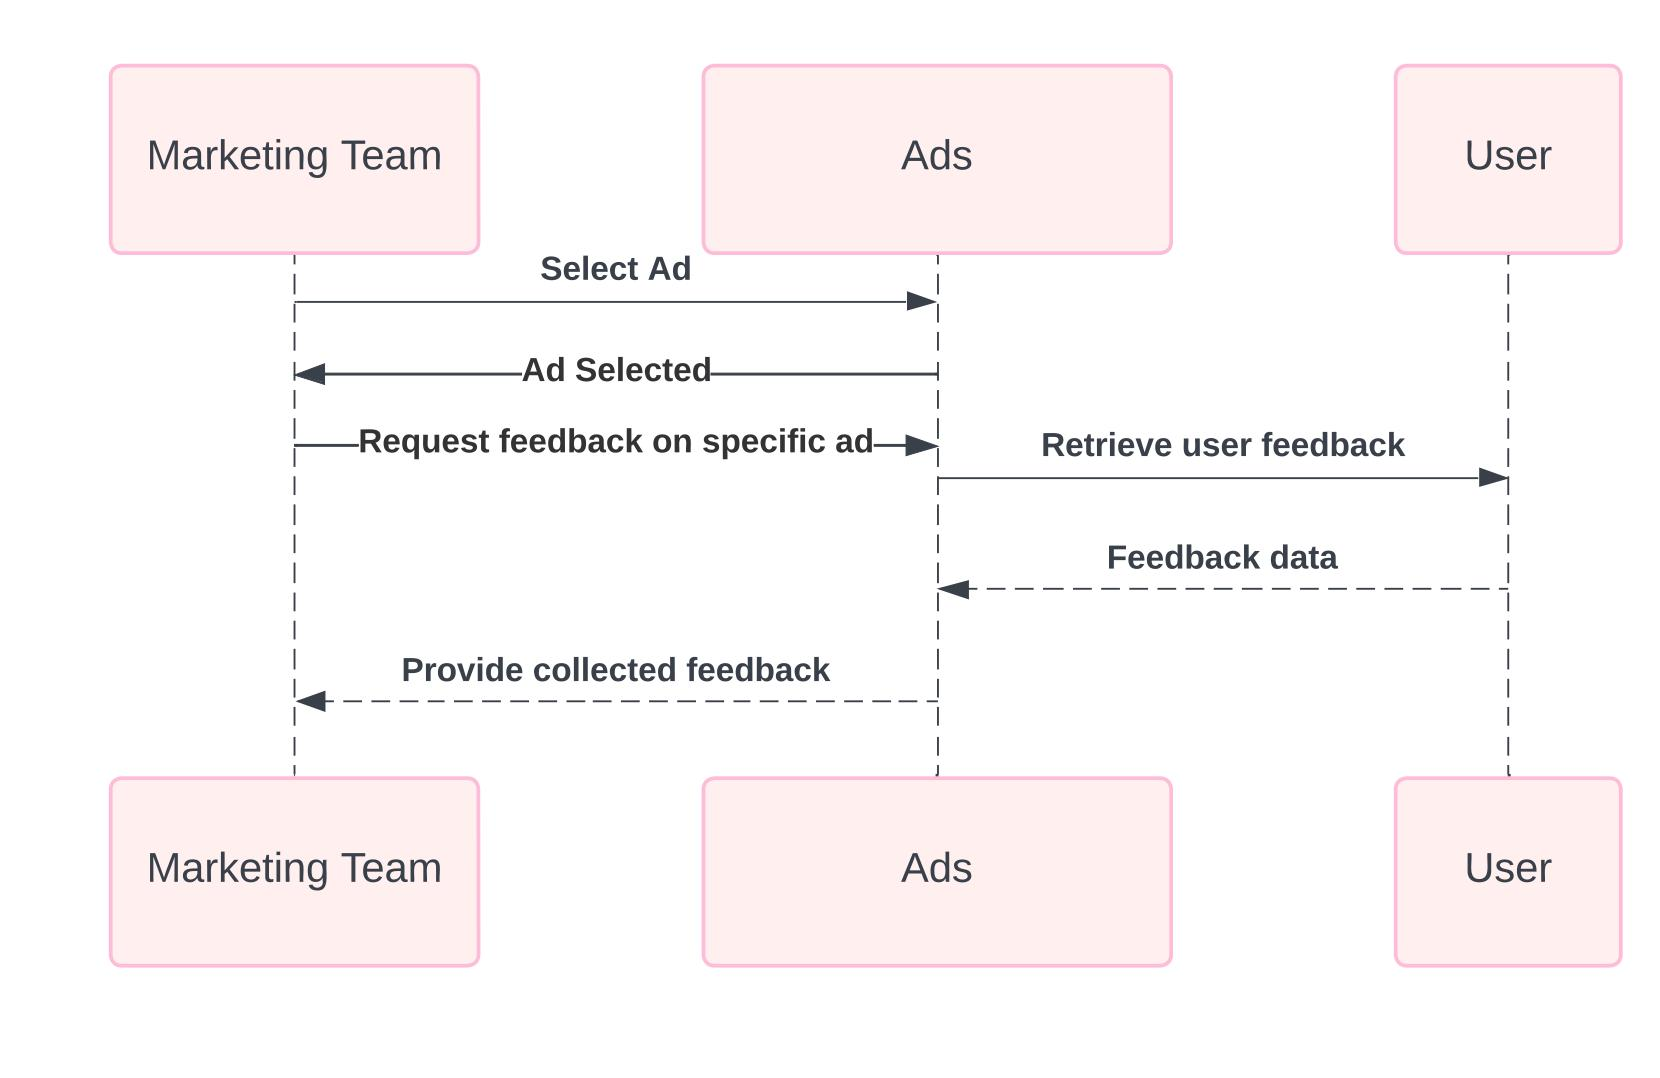 Marketing Team
Ads
User
Select Ad
Ad Selected
Request feedback on specific ad
Retrieve user feedback
Feedback data
Provide collected feedback
Marketing Team
Ads
User